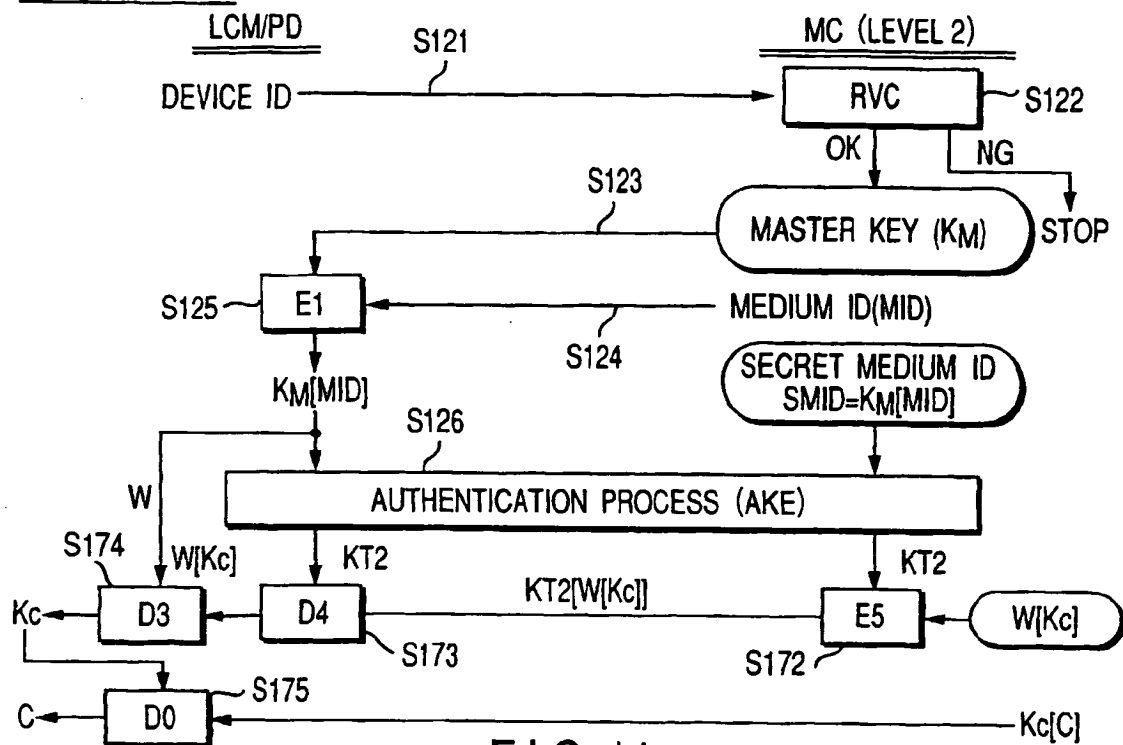 LCM/PD
MC (LEVEL 2)
S121
DEVICE ID
RVC
S122
OK
NG
S123
MASTER KEY (KM)
STOP
S125
E1
MEDIUM ID(MID)
S124
KM[MID]
SECRET MEDIUM ID
SMID=KM[MID]
S126
W
AUTHENTICATION PROCESS (AKE)
S174
W[Kc]
KT2
KT2
Kc
D3
D4
KT2[W[Kc]]
E5
W[Kc]
S173
S172
S175
C
D0
Kc[C]